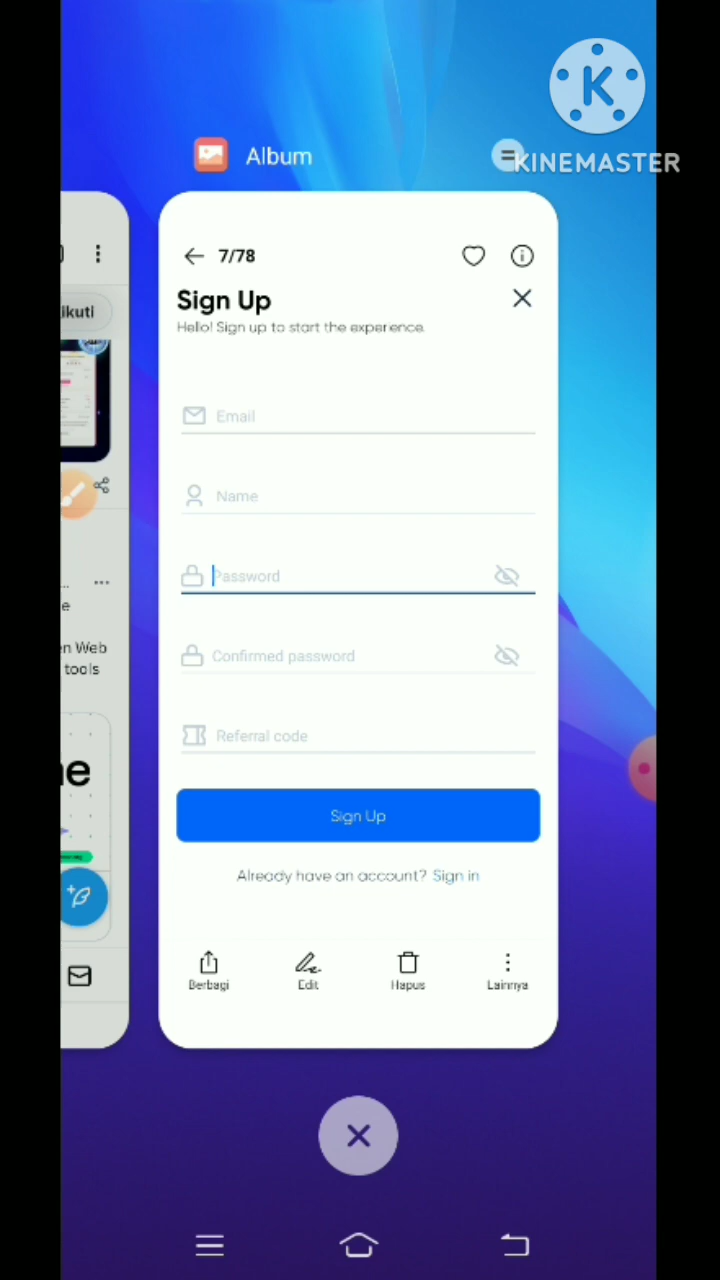 K
KINEMASTER
Album
7/78
ikuti
Sign Up
Hello! Sign up to start the experience.
Email
Name
Password
...
e
en Web
tools
Confirmed password
Referral code
ne
Sign Up
Already have an account? Sign in
Berbagi
Edit
Hapus
Lainnya